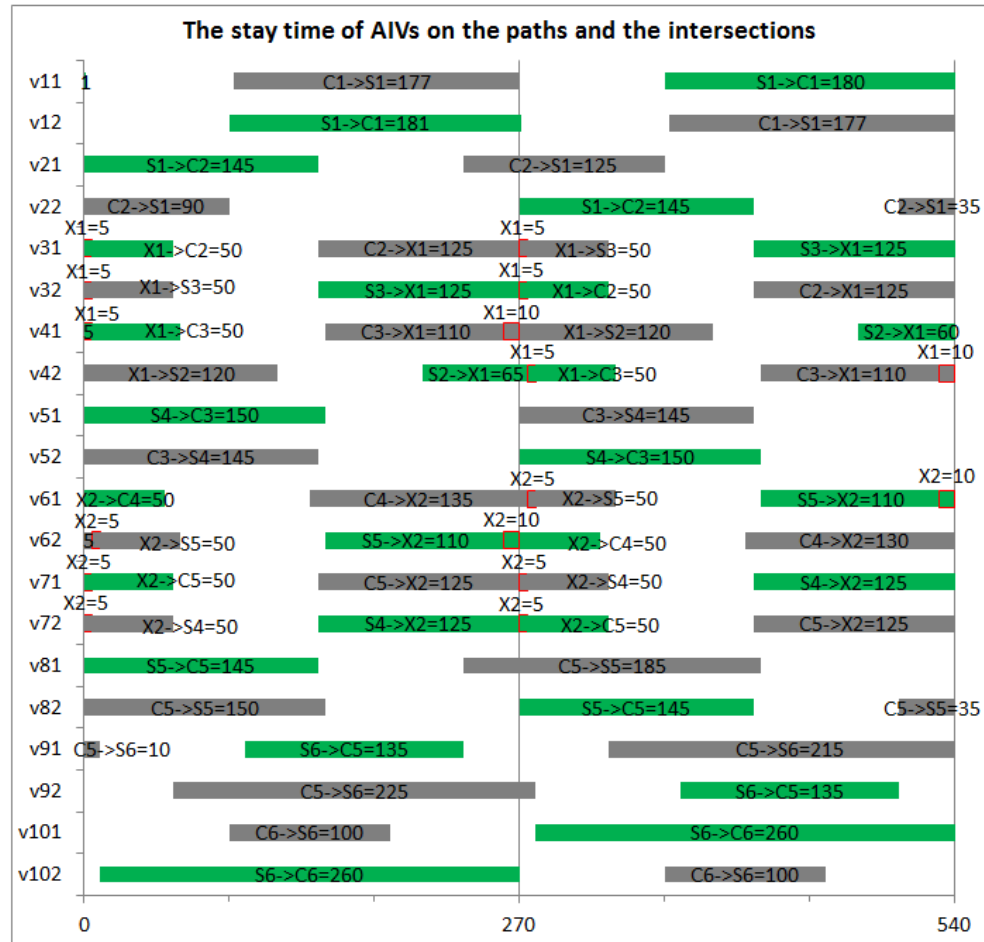 The stay time of AIVs on the paths and the intersections
v11 1 C1->S1=177 S1->C1=180
v12 S1->C1=181 C1->S1=177
v21 S1->C2=145 C2->S1=125
v22 C2->S1=90 S1->C2=145 C2->S1=35
X1=5 X1=5
v31 X1->C2=50 C2->X1=125 X1->S3=50 S3->X1=125
X1=5 X1=5
v32 X1->S3=50 S3->X1=125 X1->C2=50 C2->X1=125
X1=5 X1=10
v41 5 X1->C3=50 C3->X1=110 X1->S2=120 S2->X1=60
X1=5 X1=10
v42 X1->S2=120 S2->X1=65 X1->C3=50 C3->X1=110
v51 S4->C3=150 C3->S4=145
v52 C3->S4=145 S4->C3=150
X2=5 X2=10
v61 X2->C4=50 C4->X2=135 X2->S5=50 S5->X2=110
X2=5 X2=10
v62 5 X2->S5=50 S5->X2=110 X2->C4=50 C4->X2=130
X2=5 X2=5
v71 X2->C5=50 C5->X2=125 X2->S4=50 S4->X2=125
X2=5 X2=5
v72 X2->S4=50 S4->X2=125 X2->C5=50 C5->X2=125
v81 S5->C5=145 C5->S5=185
v82 C5->S5=150 S5->C5=145 C5->S5=35
v91 C5->S6=10 S6->C5=135 C5->S6=215
v92 C5->S6=225 S6->C5=135
v101 C6->S6=100 S6->C6=260
v102 S6->C6=260 C6->S6=100
0 270 540